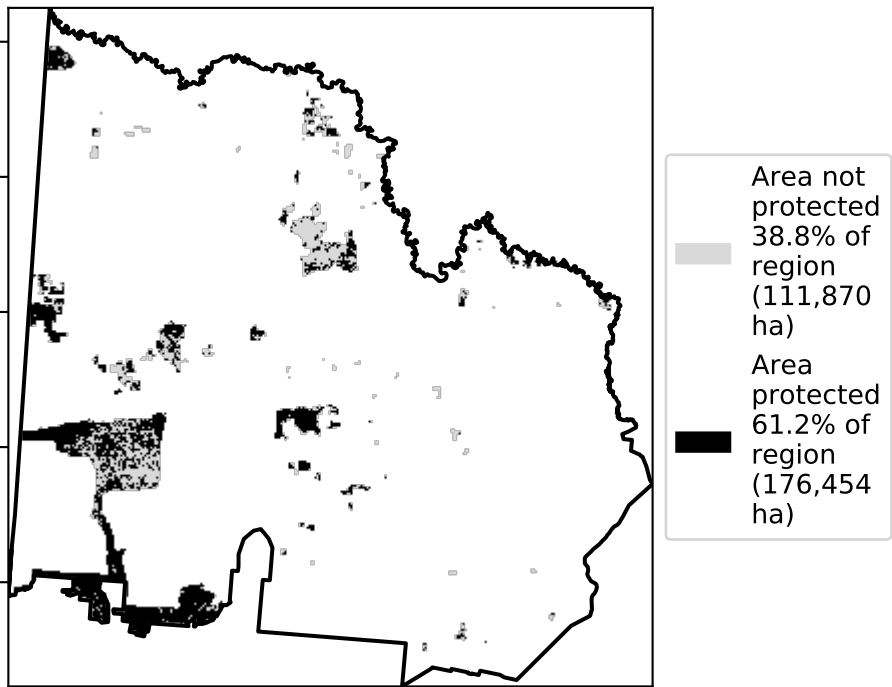 Area not
protected
38.8% of
region
(111,870
ha)
Area
protected
61.2% of
region
(176,454
ha)